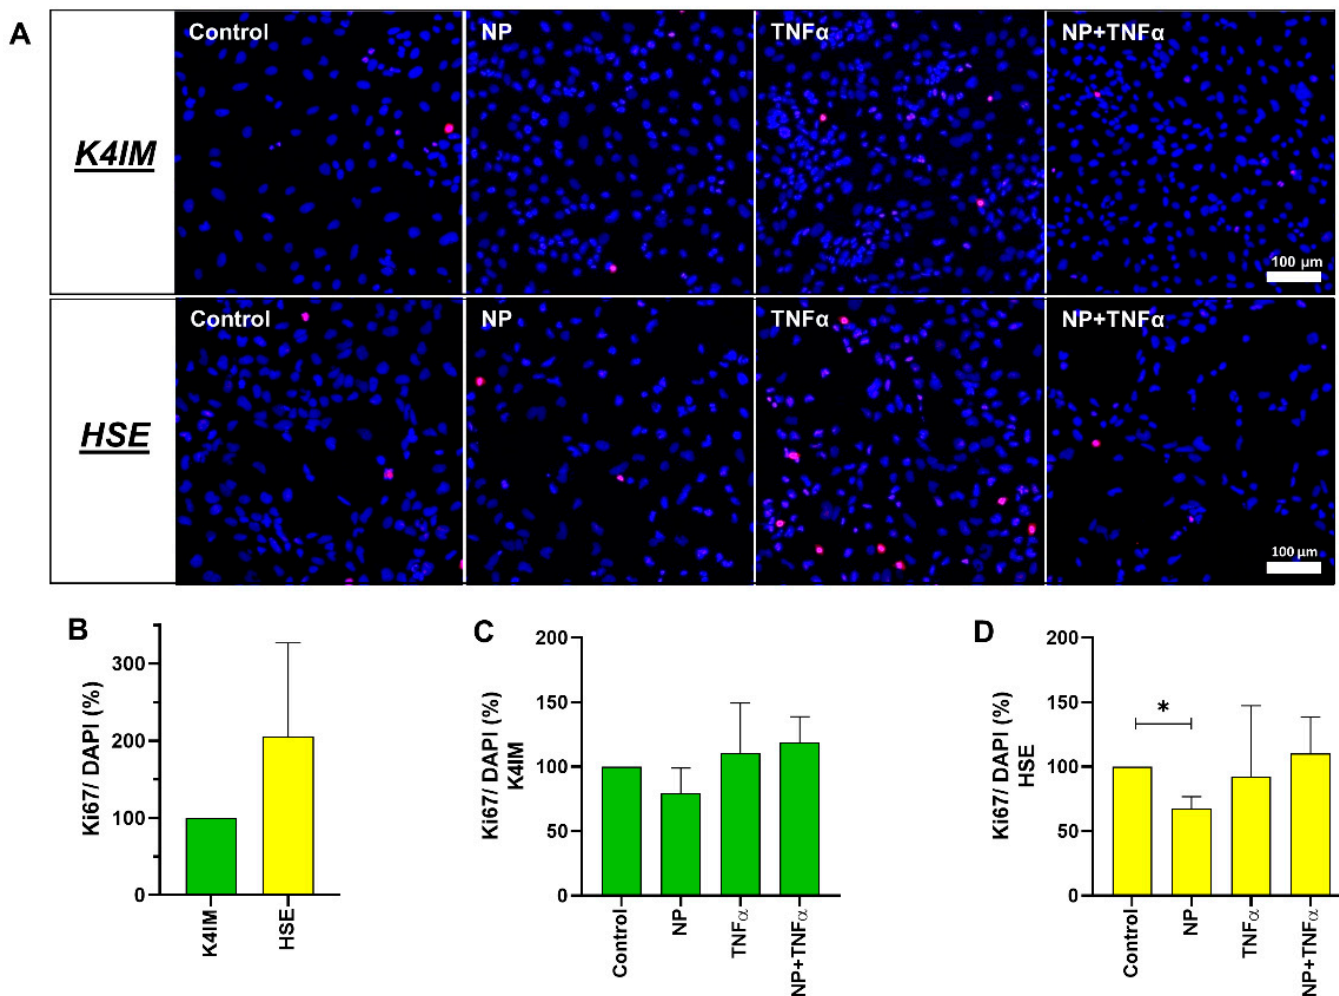 A
K4IM
Control
NP
TNFα
NP+TNFα
100 µm
HSE
Control
NP
TNFα
NP+TNFα
100 µm
B
Ki67/ DAPI (%)
300
200
100
0
K4IM
HSE
C
Ki67/ DAPI (%)
K4IM
200
150
100
50
0
Control
NP
TNFα
NP+TNFα
D
Ki67/ DAPI (%)
HSE
200
150
100
50
0
*
Control
NP
TNFα
NP+TNFα